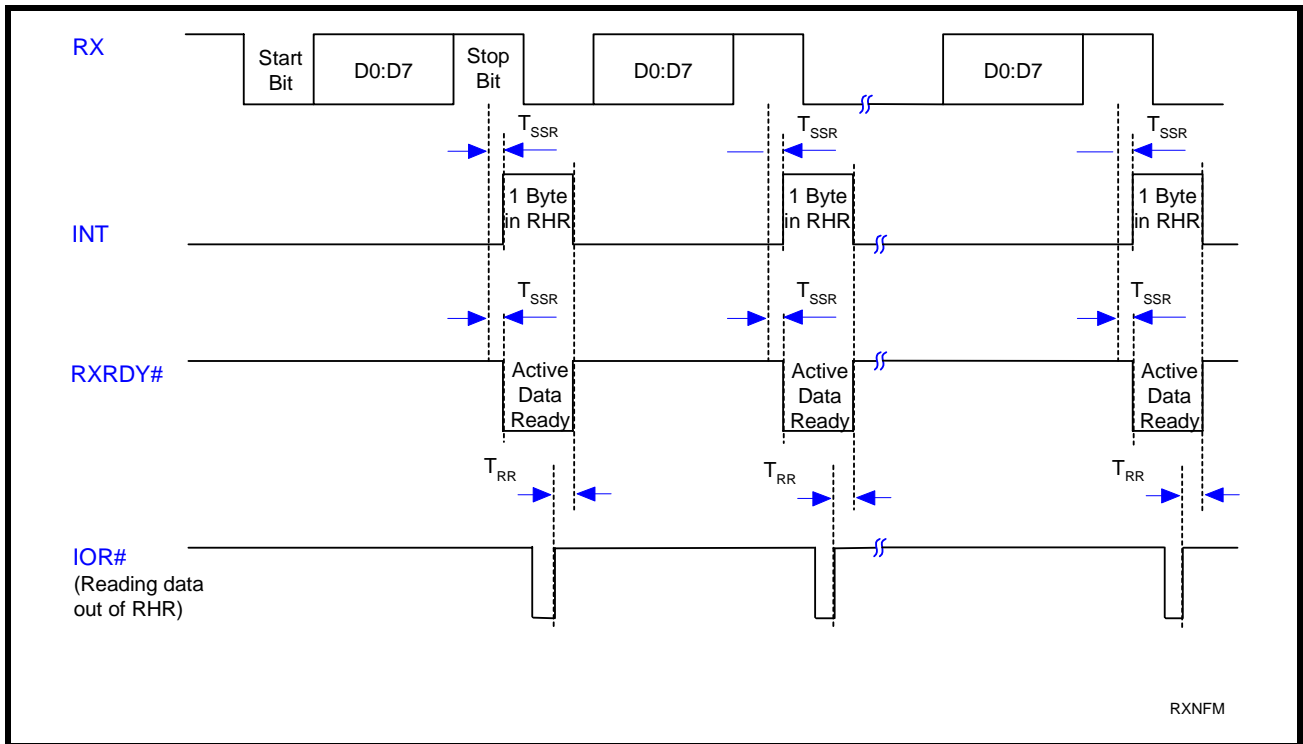 RX
Start
Bit
D0:D7
Stop
Bit
D0:D7
D0:D7
TSSR
TSSR
TSSR
INT
1 Byte
in RHR
1 Byte
in RHR
1 Byte
in RHR
TSSR
TSSR
TSSR
RXRDY#
Active
Data
Ready
Active
Data
Ready
Active
Data
Ready
TRR
TRR
TRR
IOR#
(Reading data
out of RHR)
RXNFM